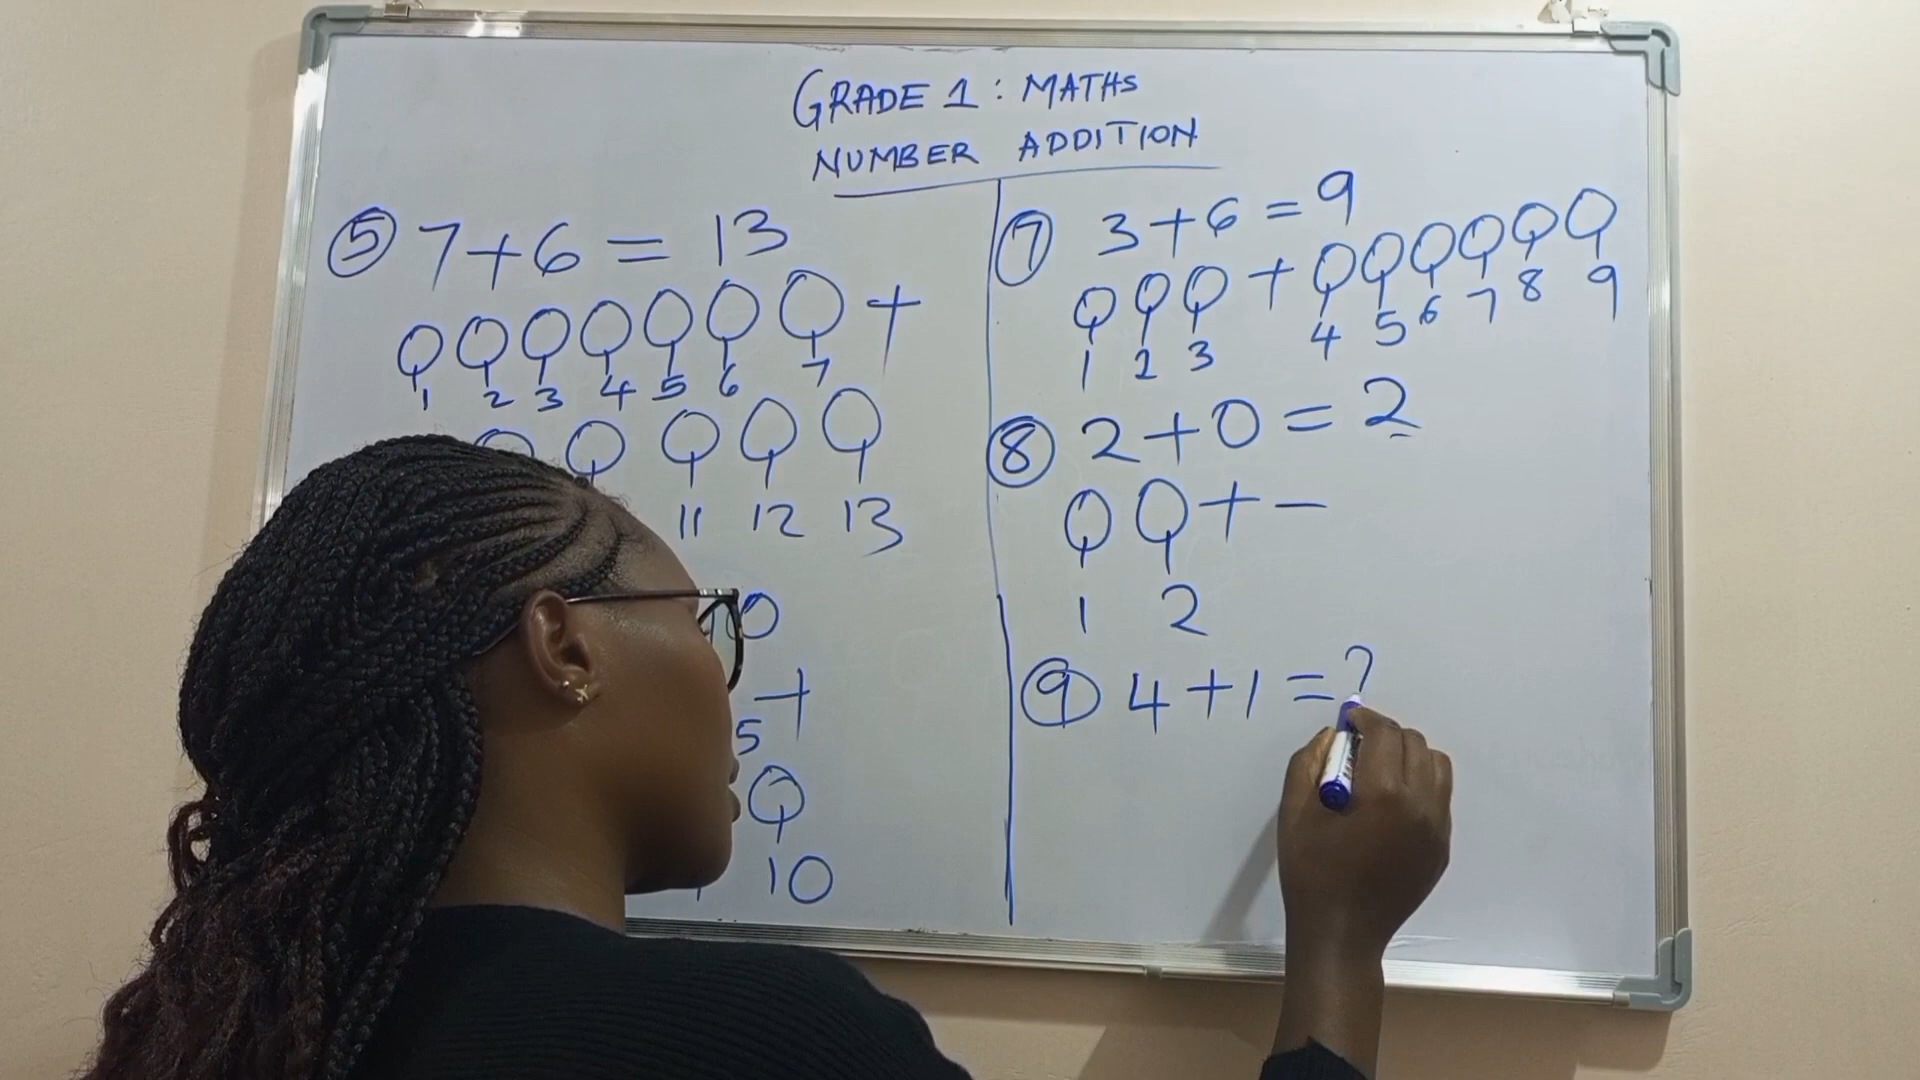 GRADE 1 : MATHS
NUMBER ADDITION
5 7+6 = 13
+
1 2 3 4 5 6 7
11 12 13
0
+
5
10
7 3+6 = 9
+
1 2 3 4 5 6 7 8 9
8 2+0 = 2
+ –
1 2
9 4+1 = ?